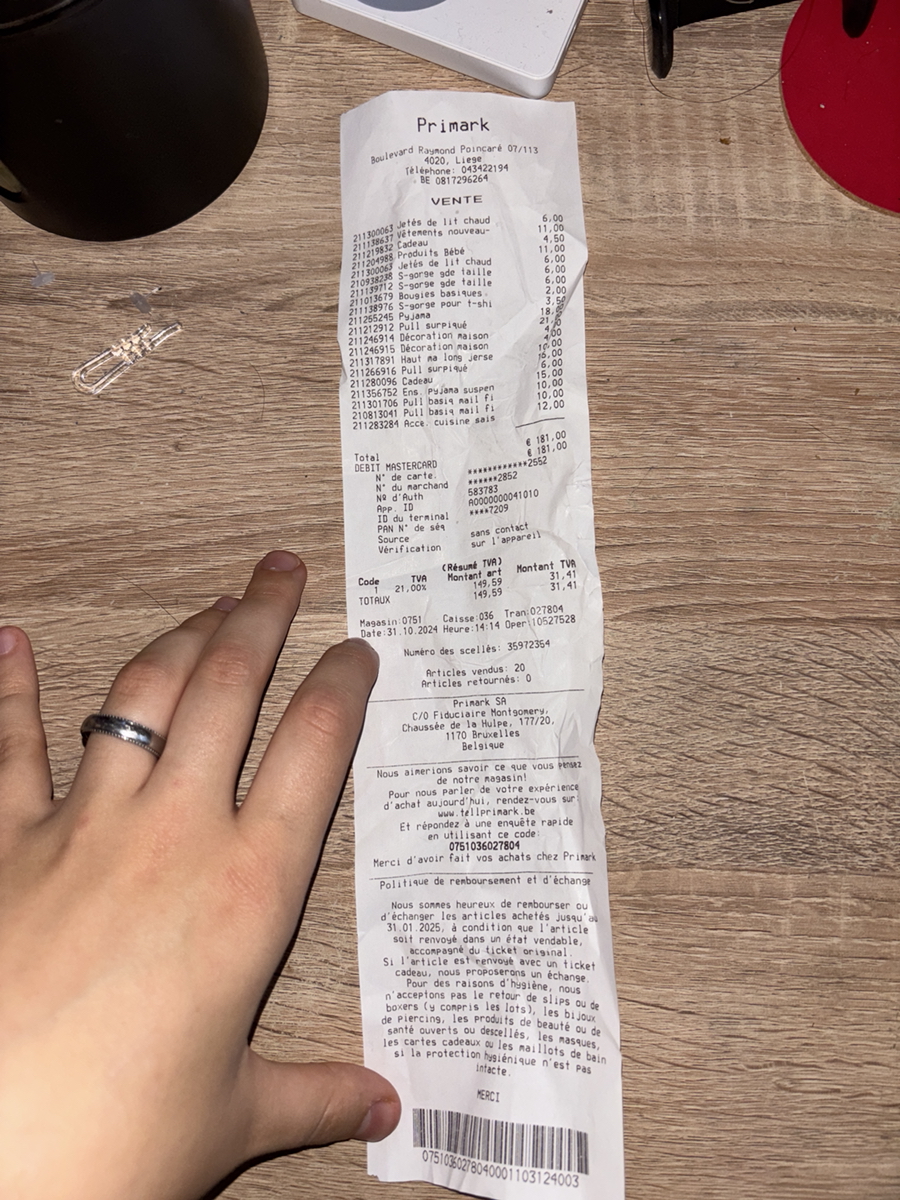 Primark
Boulevard Raymond Poincaré 07/113
4020, Liege
Téléphone: 043422194
BE 0817296264
VENTE
211300063 Jetés de lit chaud 6,00
211138637 Vêtements nouveau- 11,00
211219832 Cadeau 4,50
211204988 Produits Bébé 11,00
211300063 Jetés de lit chaud 6,00
210938238 S-gorge gde taille 6,00
211139712 S-gorge gde taille 6,00
211013679 Bougies basiques 2,00
211138976 S-gorge pour t-shi 3,50
211255245 Pyjama
211212912 Pull surpiqué
211246914 Décoration maison
211246915 Décoration maison 4,00
211317891 Haut ma long jerse
211266916 Pull surpiqué
211280096 Cadeau 6,00
211356752 Ens. pyjama suspen 15,00
211301706 Pull basiq mail fi 10,00
210813041 Pull basiq mail fi 10,00
211283284 Acce. cuisine sais 12,00
Total € 181,00
DEBIT MASTERCARD € 181,00
N° de carte. ************2552
N° du marchand ******2852
Nº d'Auth 583783
App. ID A0000000041010
ID du terminal ****7209
PAN N° de séq
Source sans contact
Vérification sur l'appareil
(Résumé TVA)
Code TVA Montant art Montant TVA
1 21,00% 149,59 31,41
TOTAUX 149,59 31,41
Magasin:0751 Caisse:036 Tran:027804
Date:31.10.2024 Heure:14:14 Oper:10527528
Numéro des scellés: 35972354
Articles vendus: 20
Articles retournés: 0
Primark SA
C/O Fiduciaire Montgomery,
Chaussée de la Hulpe, 177/20,
1170 Bruxelles
Belgique
Nous aimerions savoir ce que vous pensez
de notre magasin!
Pour nous parler de votre expérience
d'achat aujourd'hui, rendez-vous sur:
www.tellprimark.be
Et répondez à une enquête rapide
en utilisant ce code:
0751036027804
Merci d'avoir fait vos achats chez Primark
Politique de remboursement et d'échange
Nous sommes heureux de rembourser ou
d'échanger les articles achetés jusqu'au
31.01.2025, à condition que l'article
soit renvoyé dans un état vendable,
accompagné du ticket original.
Si l'article est renvoyé avec un ticket
cadeau, nous proposerons un échange.
Pour des raisons d'hygiène, nous
n'acceptons pas le retour de slips ou de
boxers (y compris les lots), les bijoux
de piercing, les produits de beauté ou de
santé ouverts ou descellés, les masques,
les cartes cadeaux ou les maillots de bain
si la protection hygiénique n'est pas
intacte.
MERCI
07510360278040001103124003